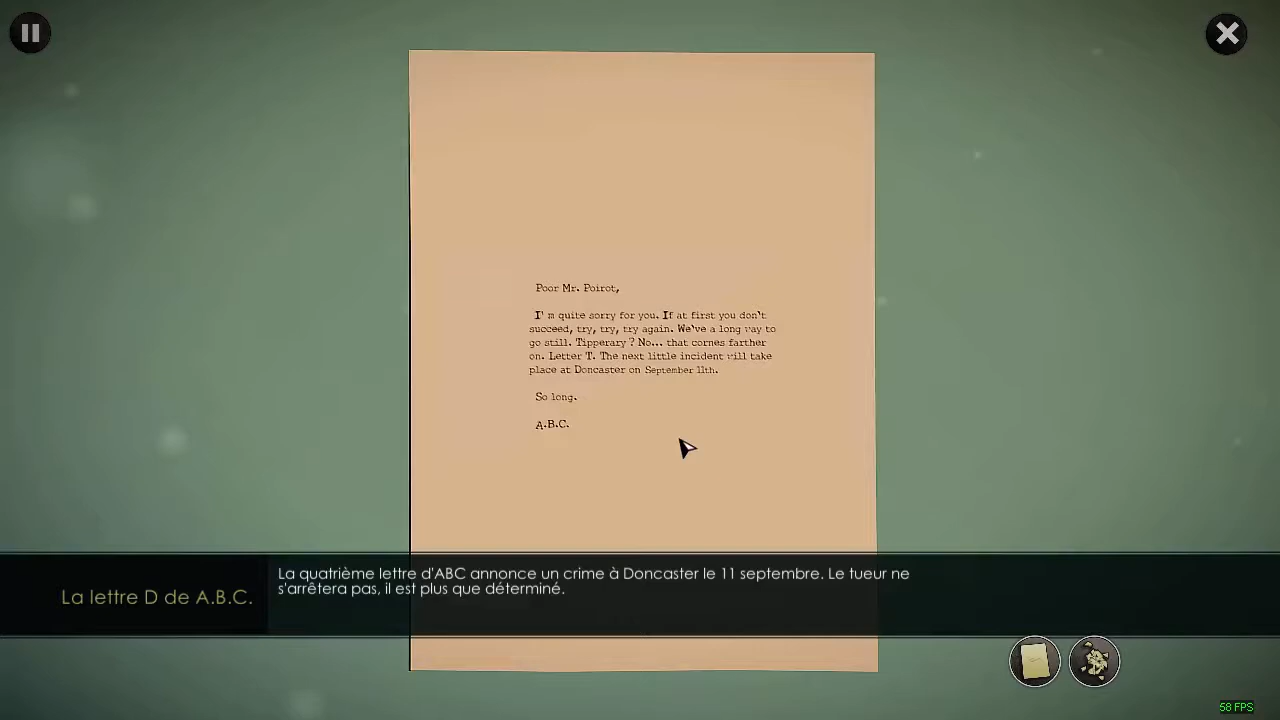 Poor Mr. Poirot,
I'm quite sorry for you. If at first you don't
succeed, try, try, try again. We've a long way to
go still. Tipperary? No... that comes farther
on. Letter T. The next little incident will take
place at Doncaster on September 11th.
So long.
A.B.C.
La lettre D de A.B.C.
La quatrième lettre d'ABC annonce un crime à Doncaster le 11 septembre. Le tueur ne
s'arrêtera pas, il est plus que déterminé.
58 FPS